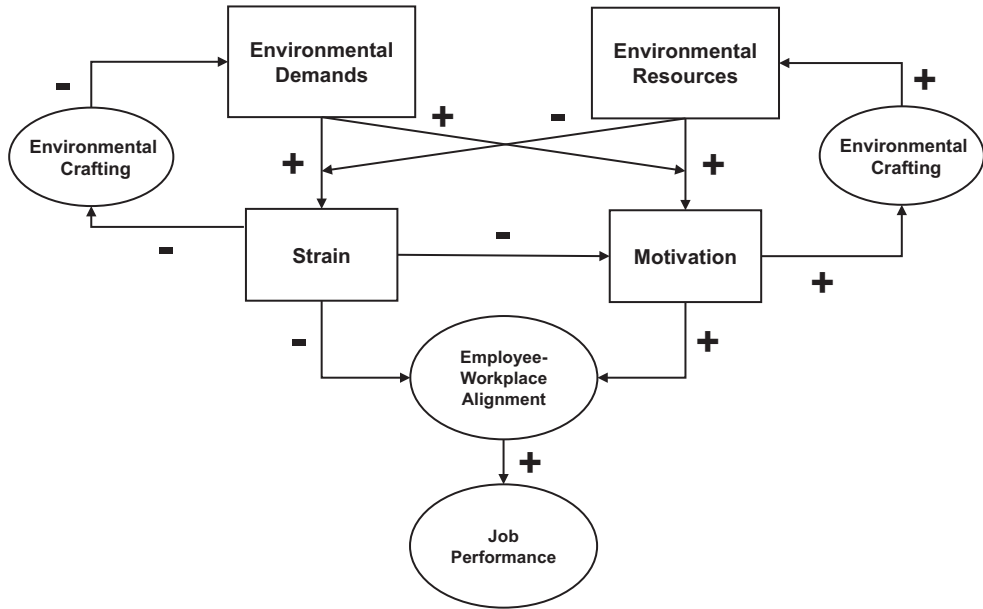 Environmental
Demands
Environmental
Resources
-
+
-
+
Environmental
Crafting
Environmental
Crafting
+
+
-
Strain
-
Motivation
+
-
+
Employee-
Workplace
Alignment
+
Job
Performance